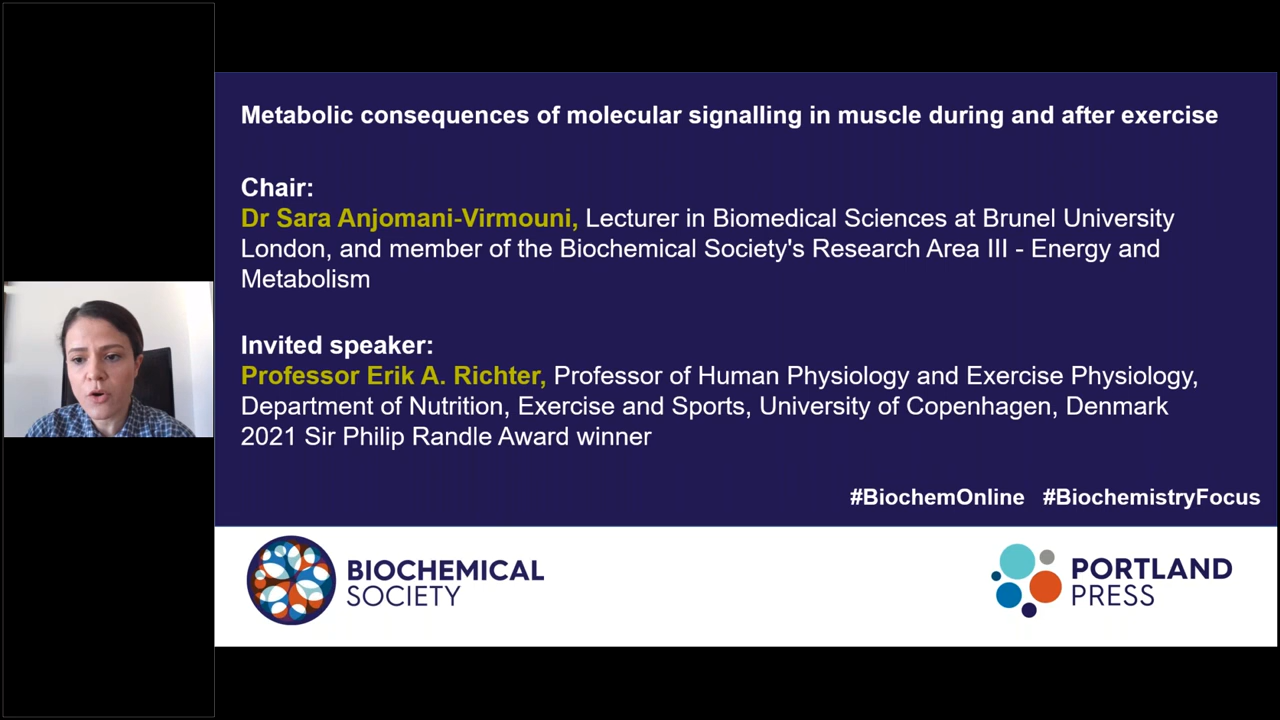 Metabolic consequences of molecular signalling in muscle during and after exercise
Chair:
Dr Sara Anjomani-Virmouni, Lecturer in Biomedical Sciences at Brunel University
London, and member of the Biochemical Society's Research Area III - Energy and
Metabolism
Invited speaker:
Professor Erik A. Richter, Professor of Human Physiology and Exercise Physiology,
Department of Nutrition, Exercise and Sports, University of Copenhagen, Denmark
2021 Sir Philip Randle Award winner
#BiochemOnline #BiochemistryFocus
BIOCHEMICAL
SOCIETY
PORTLAND
PRESS